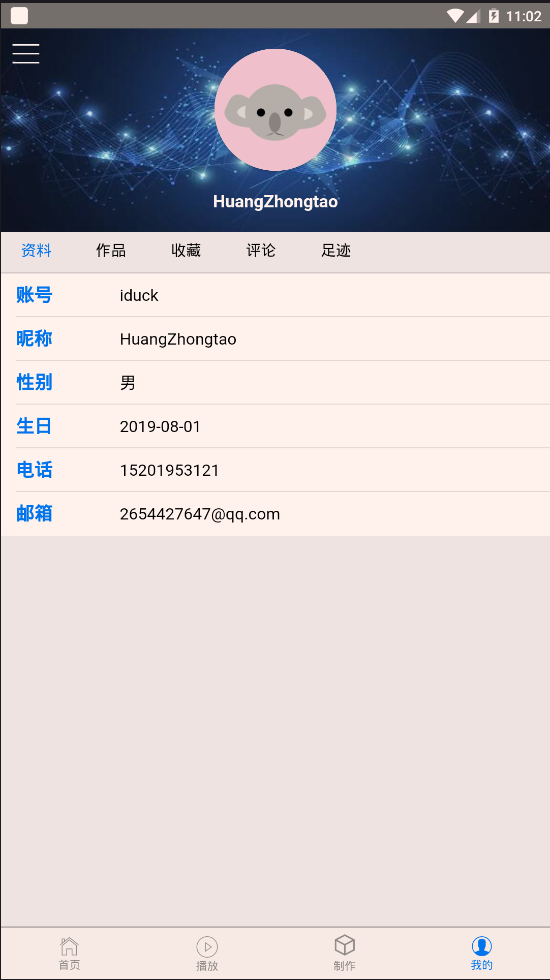 11:02
HuangZhongtao
资料 作品 收藏 评论 足迹
账号 iduck
昵称 HuangZhongtao
性别 男
生日 2019-08-01
电话 15201953121
邮箱 2654427647@qq.com
首页 播放 制作 我的